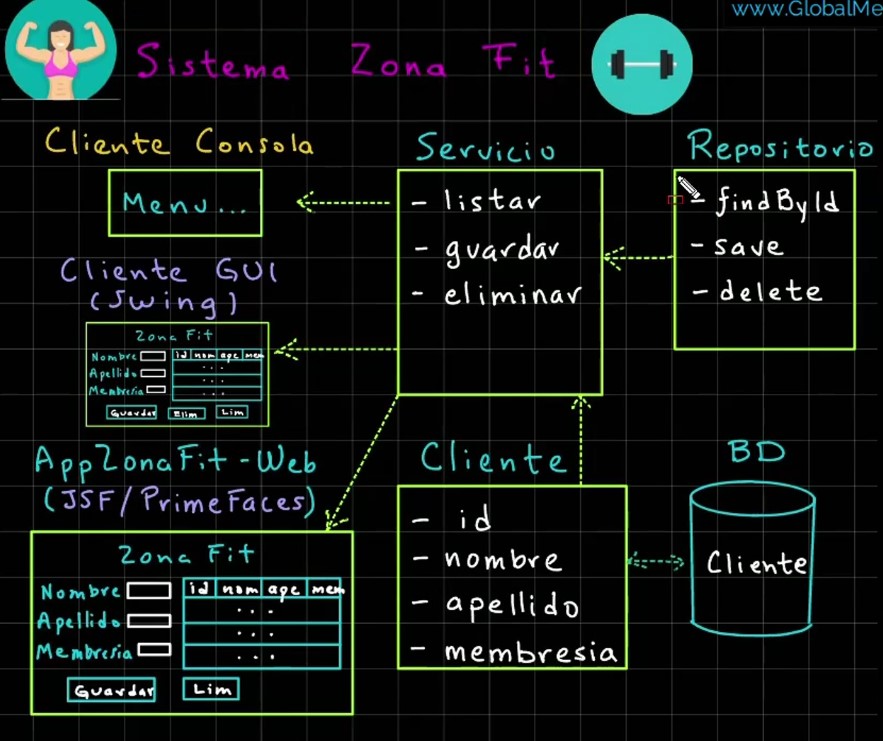 www.GlobalMe
Sistema Zona Fit
Cliente Consola
Menu...
Servicio
- listar
- guardar
- eliminar
Repositorio
- findById
- save
- delete
Cliente GUI
(Swing)
Zona Fit
Nombre
Apellido
Membresia
id nom ape mem
...
...
...
Guardar Elim Lim
AppZonaFit-Web
(JSF/PrimeFaces)
Zona Fit
Nombre
Apellido
Membresia
id nom ape mem
...
...
...
Guardar Lim
Cliente
- id
- nombre
- apellido
- membresia
BD
Cliente